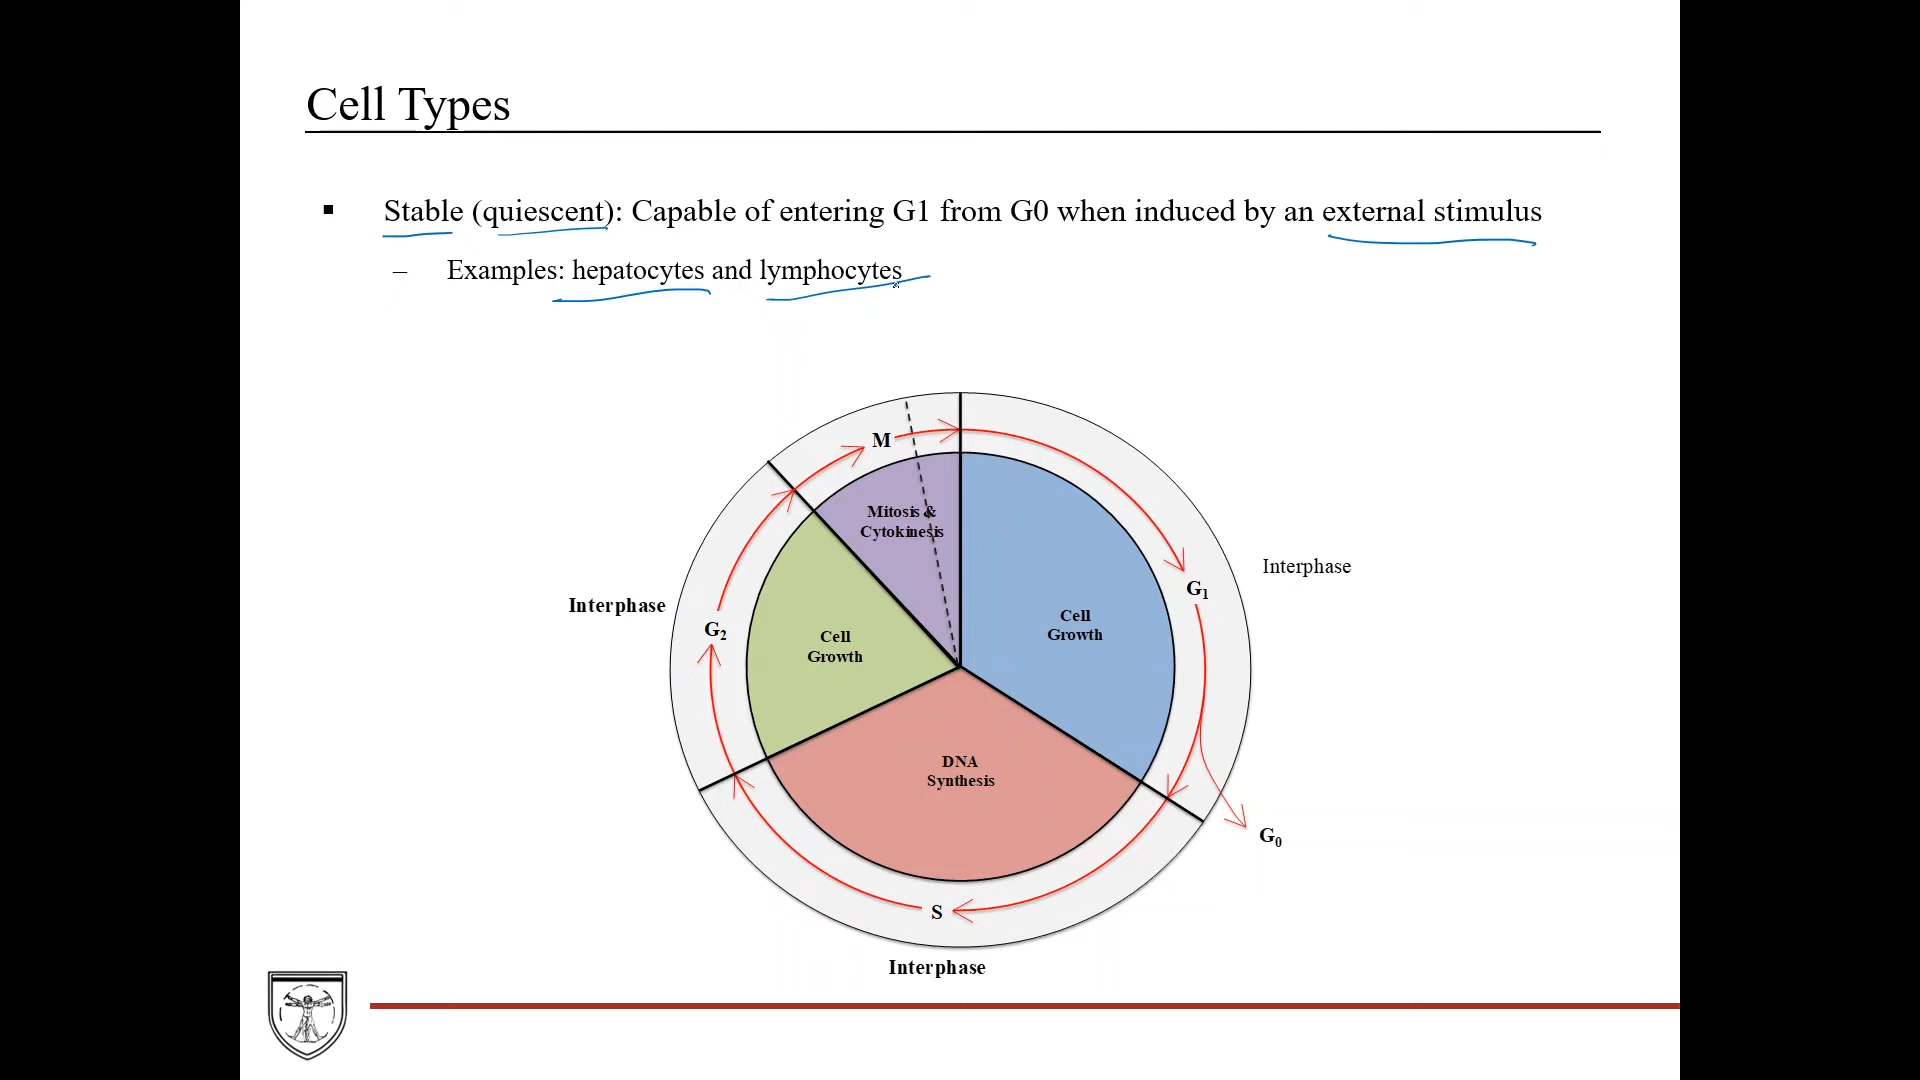 Cell Types
▪ Stable (quiescent): Capable of entering G1 from G0 when induced by an external stimulus
– Examples: hepatocytes and lymphocytes
M
Mitosis &
Cytokinesis
Interphase
G₁
Cell
Growth
Interphase
G₂
Cell
Growth
DNA
Synthesis
G₀
S
Interphase